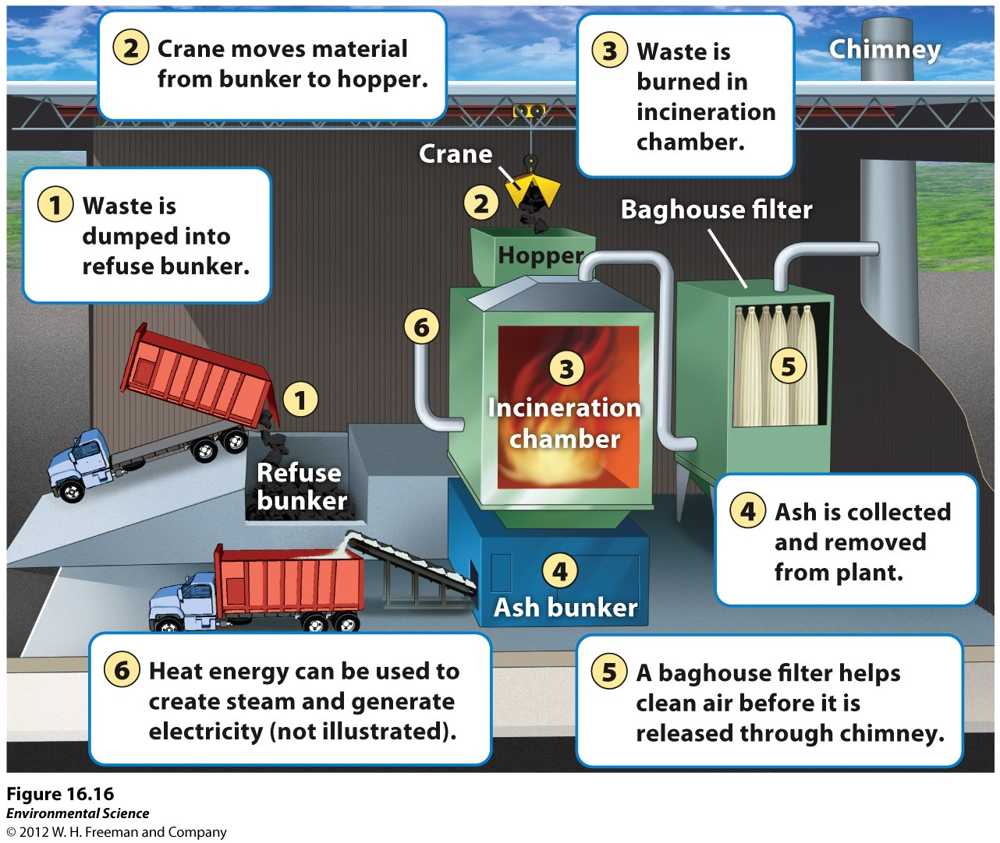 2 Crane moves material
from bunker to hopper.
3 Waste is
burned in
incineration
chamber.
Chimney
1 Waste is
dumped into
refuse bunker.
Crane
2
Baghouse filter
Hopper
6
3
Incineration
chamber
5
1
Refuse
bunker
4 Ash is collected
and removed
from plant.
4
Ash bunker
6 Heat energy can be used to
create steam and generate
electricity (not illustrated).
5 A baghouse filter helps
clean air before it is
released through chimney.
Figure 16.16
Environmental Science
© 2012 W. H. Freeman and Company